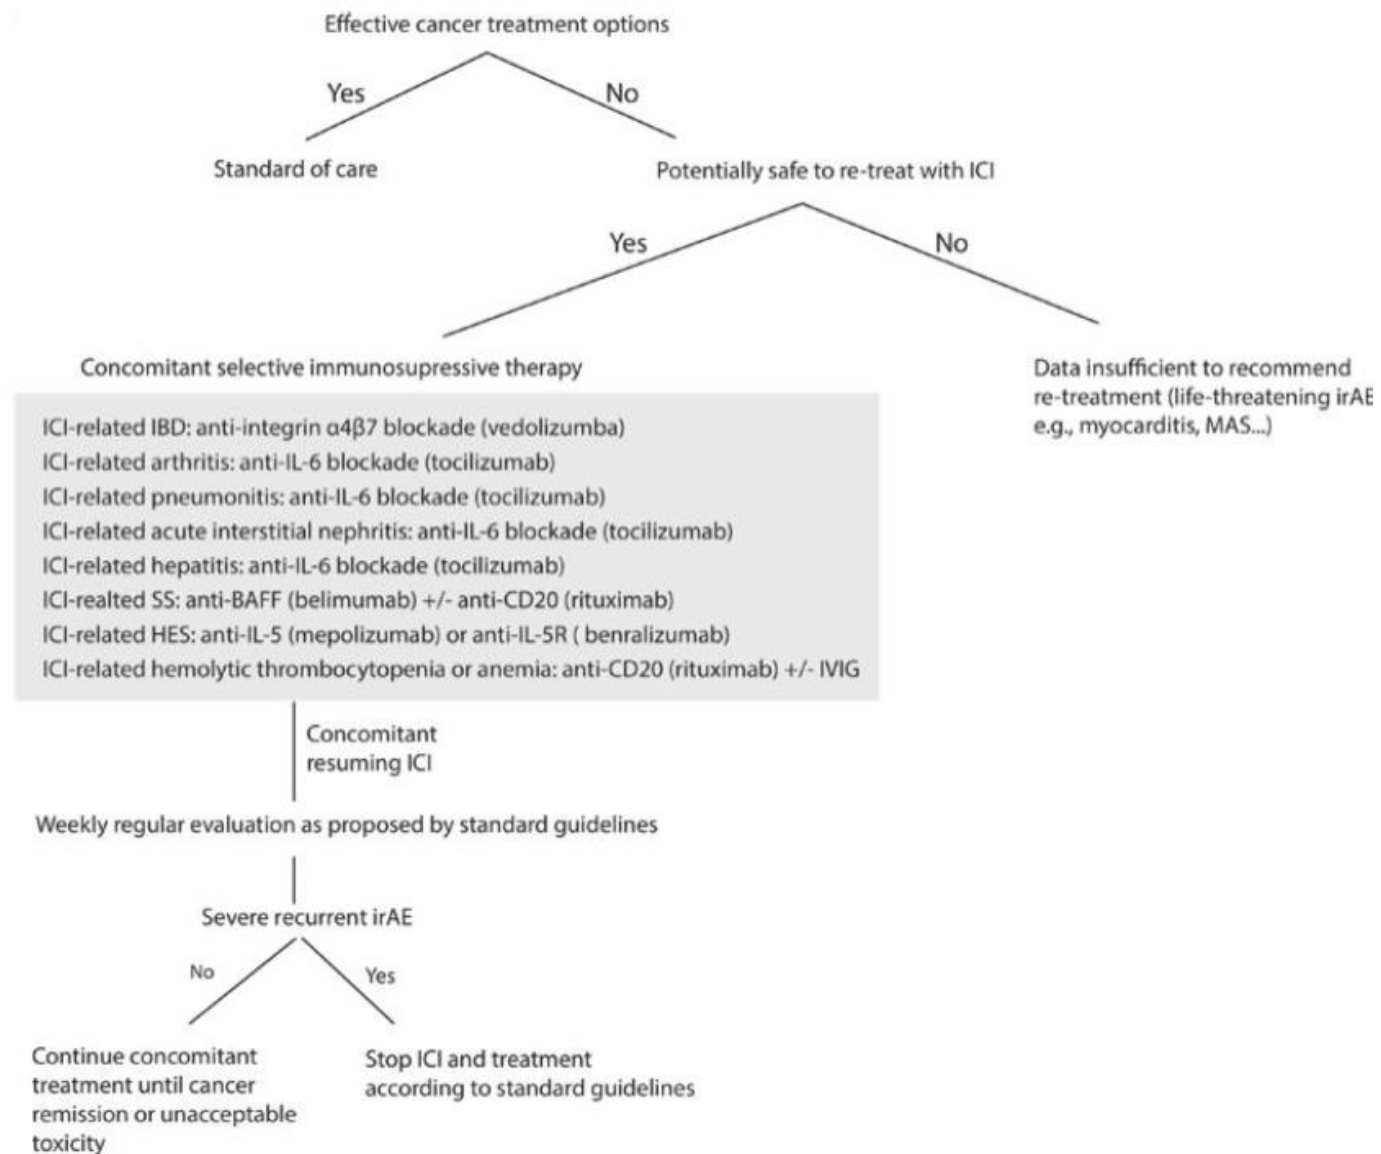 Effective cancer treatment options
Yes
No
Standard of care
Potentially safe to re-treat with ICI
Yes
No
Concomitant selective immunosupressive therapy
Data insufficient to recommend
re-treatment (life-threatening irAE
e.g., myocarditis, MAS...)
ICI-related IBD: anti-integrin α4β7 blockade (vedolizumba)
ICI-related arthritis: anti-IL-6 blockade (tocilizumab)
ICI-related pneumonitis: anti-IL-6 blockade (tocilizumab)
ICI-related acute interstitial nephritis: anti-IL-6 blockade (tocilizumab)
ICI-related hepatitis: anti-IL-6 blockade (tocilizumab)
ICI-realted SS: anti-BAFF (belimumab) +/- anti-CD20 (rituximab)
ICI-related HES: anti-IL-5 (mepolizumab) or anti-IL-5R ( benralizumab)
ICI-related hemolytic thrombocytopenia or anemia: anti-CD20 (rituximab) +/- IVIG
Concomitant
resuming ICI
Weekly regular evaluation as proposed by standard guidelines
Severe recurrent irAE
No
Yes
Continue concomitant
treatment until cancer
remission or unacceptable
toxicity
Stop ICI and treatment
according to standard guidelines